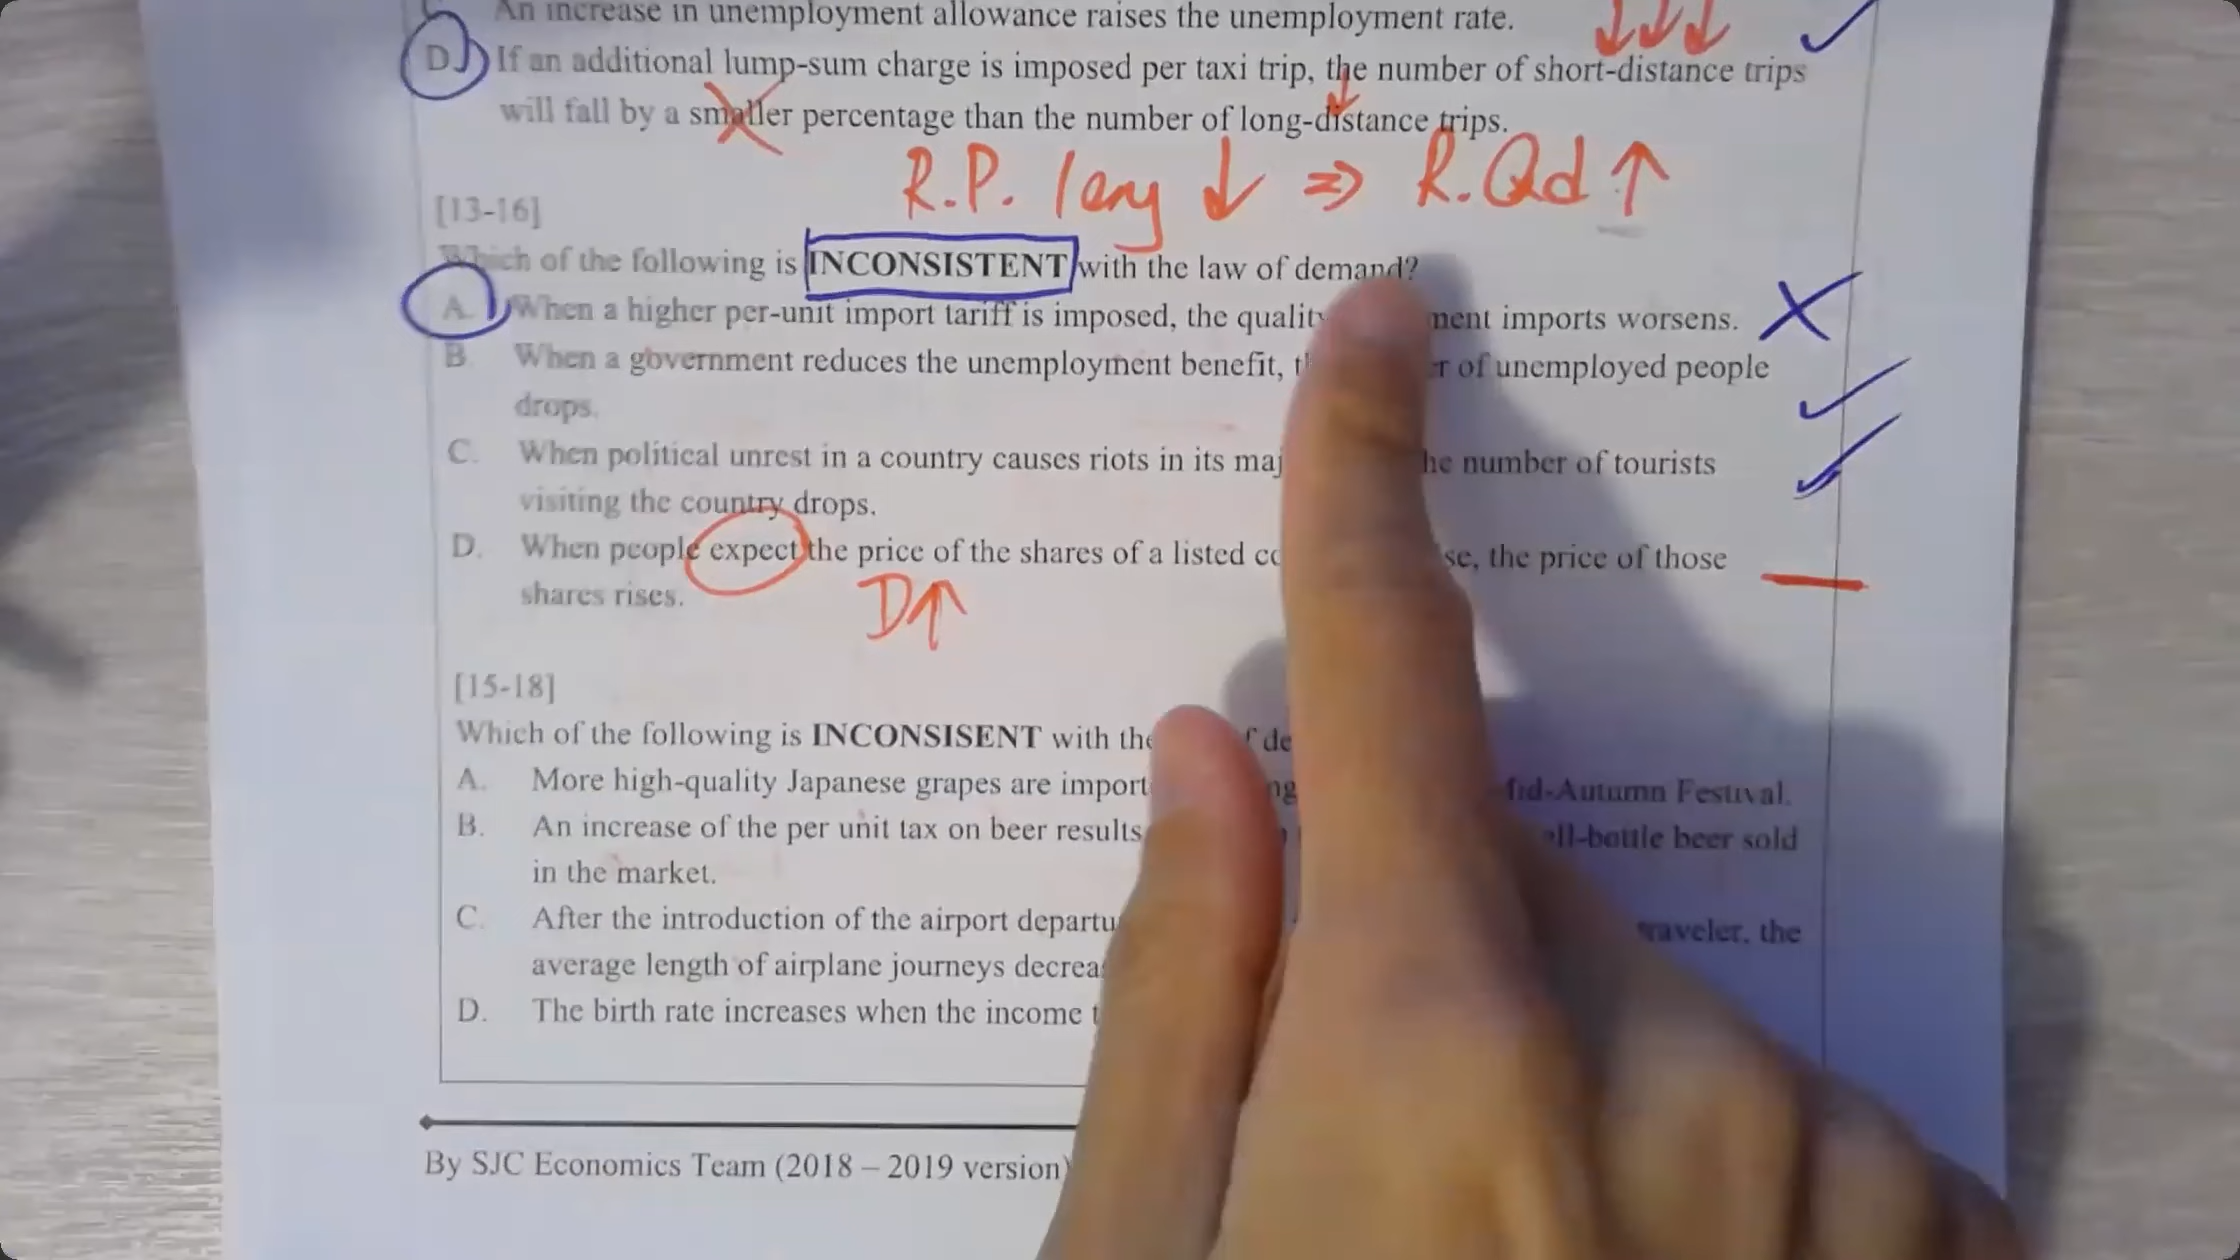 An increase in unemployment allowance raises the unemployment rate.
D. If an additional lump-sum charge is imposed per taxi trip, the number of short-distance trips
will fall by a smaller percentage than the number of long-distance trips.
R.P. long ↓ ⇒ R.Qd ↑
[13-16]
Which of the following is INCONSISTENT with the law of demand?
A. When a higher per-unit import tariff is imposed, the quality imports worsens.
B. When a government reduces the unemployment benefit, of unemployed people
drops.
C. When political unrest in a country causes riots in its number of tourists
visiting the country drops.
D. When people expect the price of the shares of a listed the price of those
shares rises.
D↑
[15-18]
Which of the following is INCONSISENT with the
A. More high-quality Japanese grapes are Festival.
B. An increase of the per unit tax on beer results beer sold
in the market.
C. After the introduction of the airport traveler, the
average length of airplane journeys
D. The birth rate increases when the income
By SJC Economics Team (2018 – 2019 version)